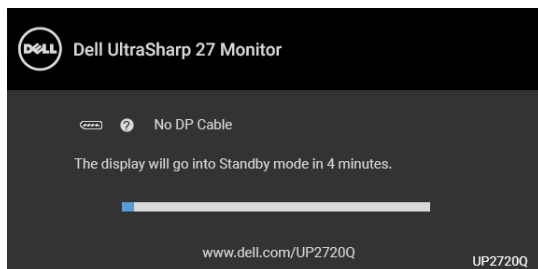 DELL
Dell UltraSharp 27 Monitor
? No DP Cable
The display will go into Standby mode in 4 minutes.
www.dell.com/UP2720Q
UP2720Q